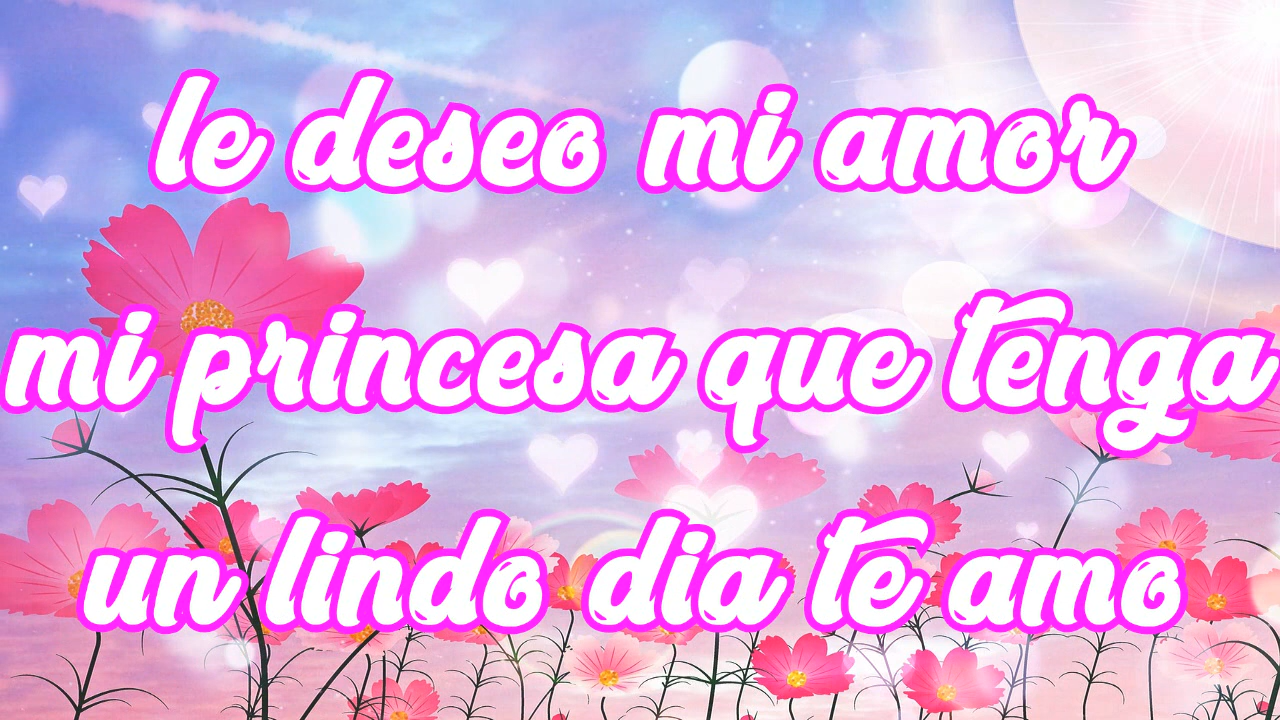 le deseo mi amor
mi princesa que tenga
un lindo dia te amo